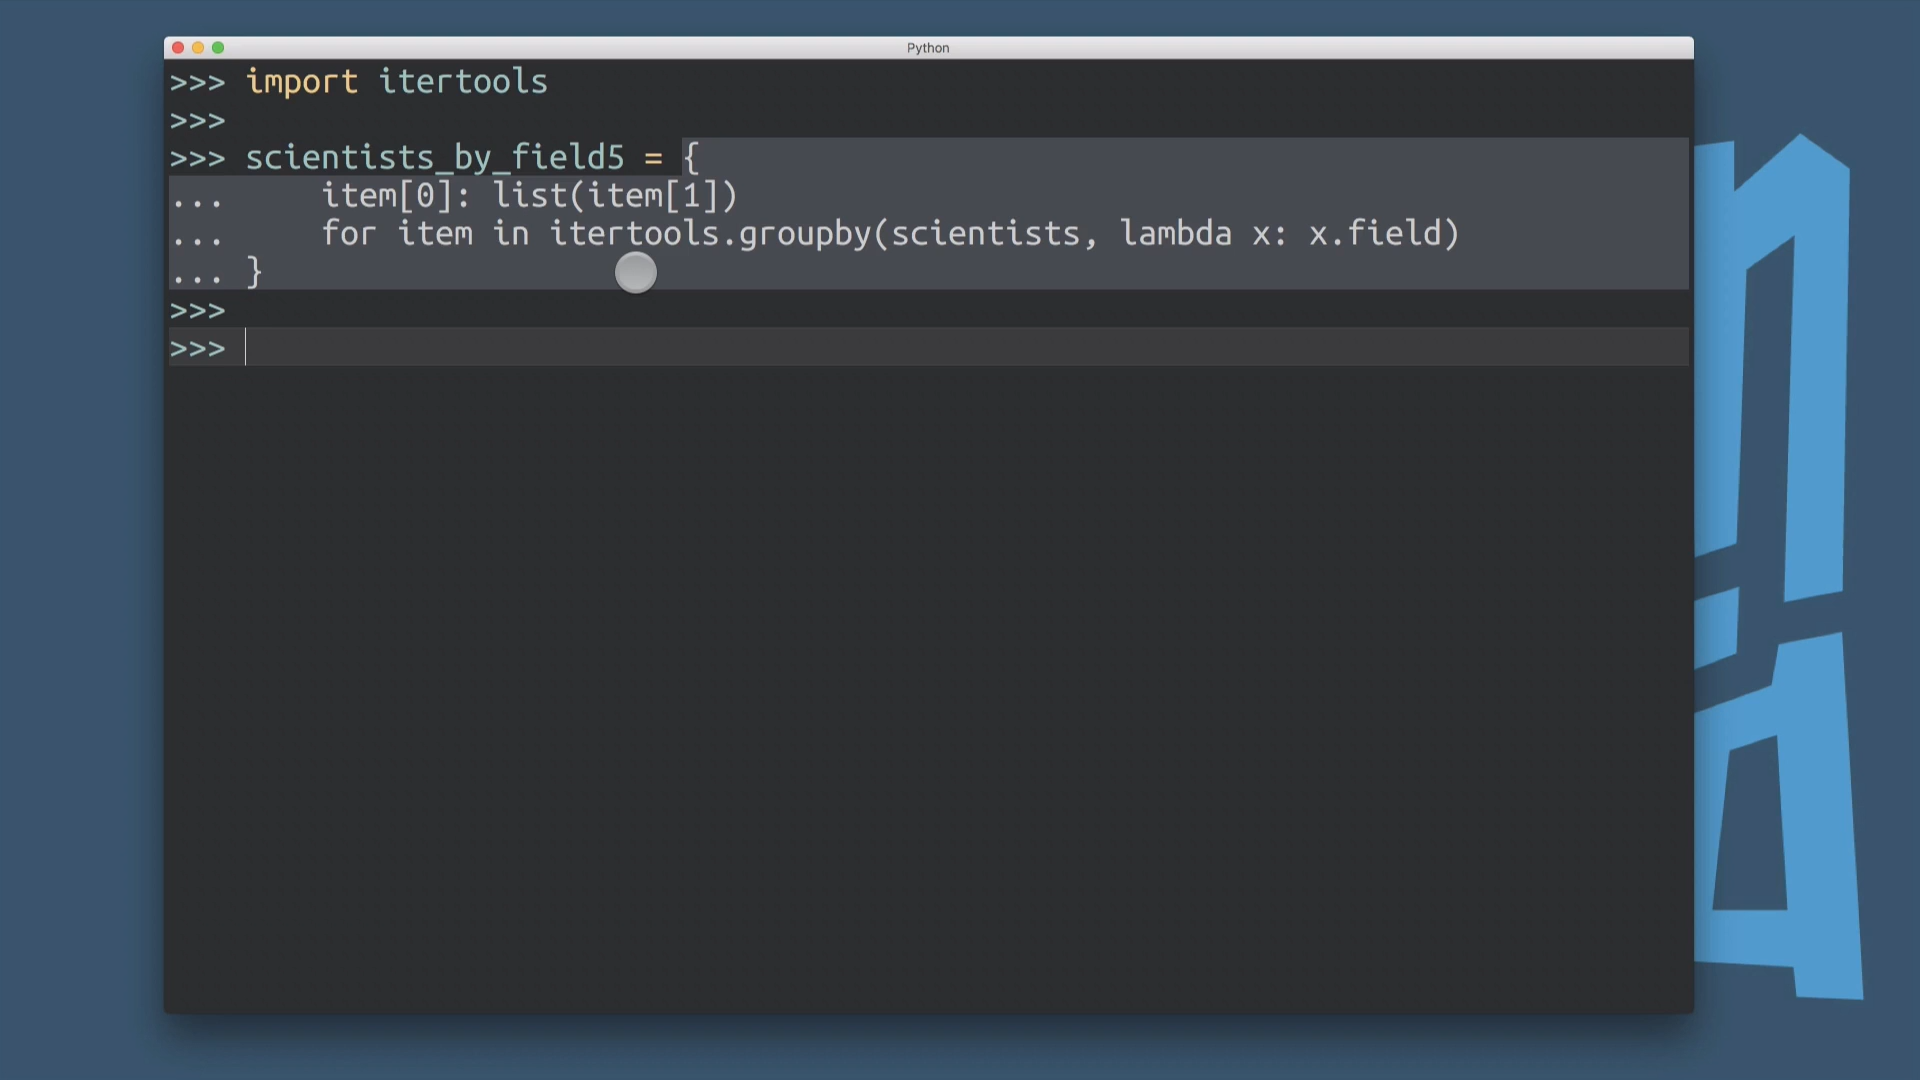 Python
>>> import itertools
>>>
>>> scientists_by_field5 = {
...     item[0]: list(item[1])
...     for item in itertools.groupby(scientists, lambda x: x.field)
... }
>>>
>>>